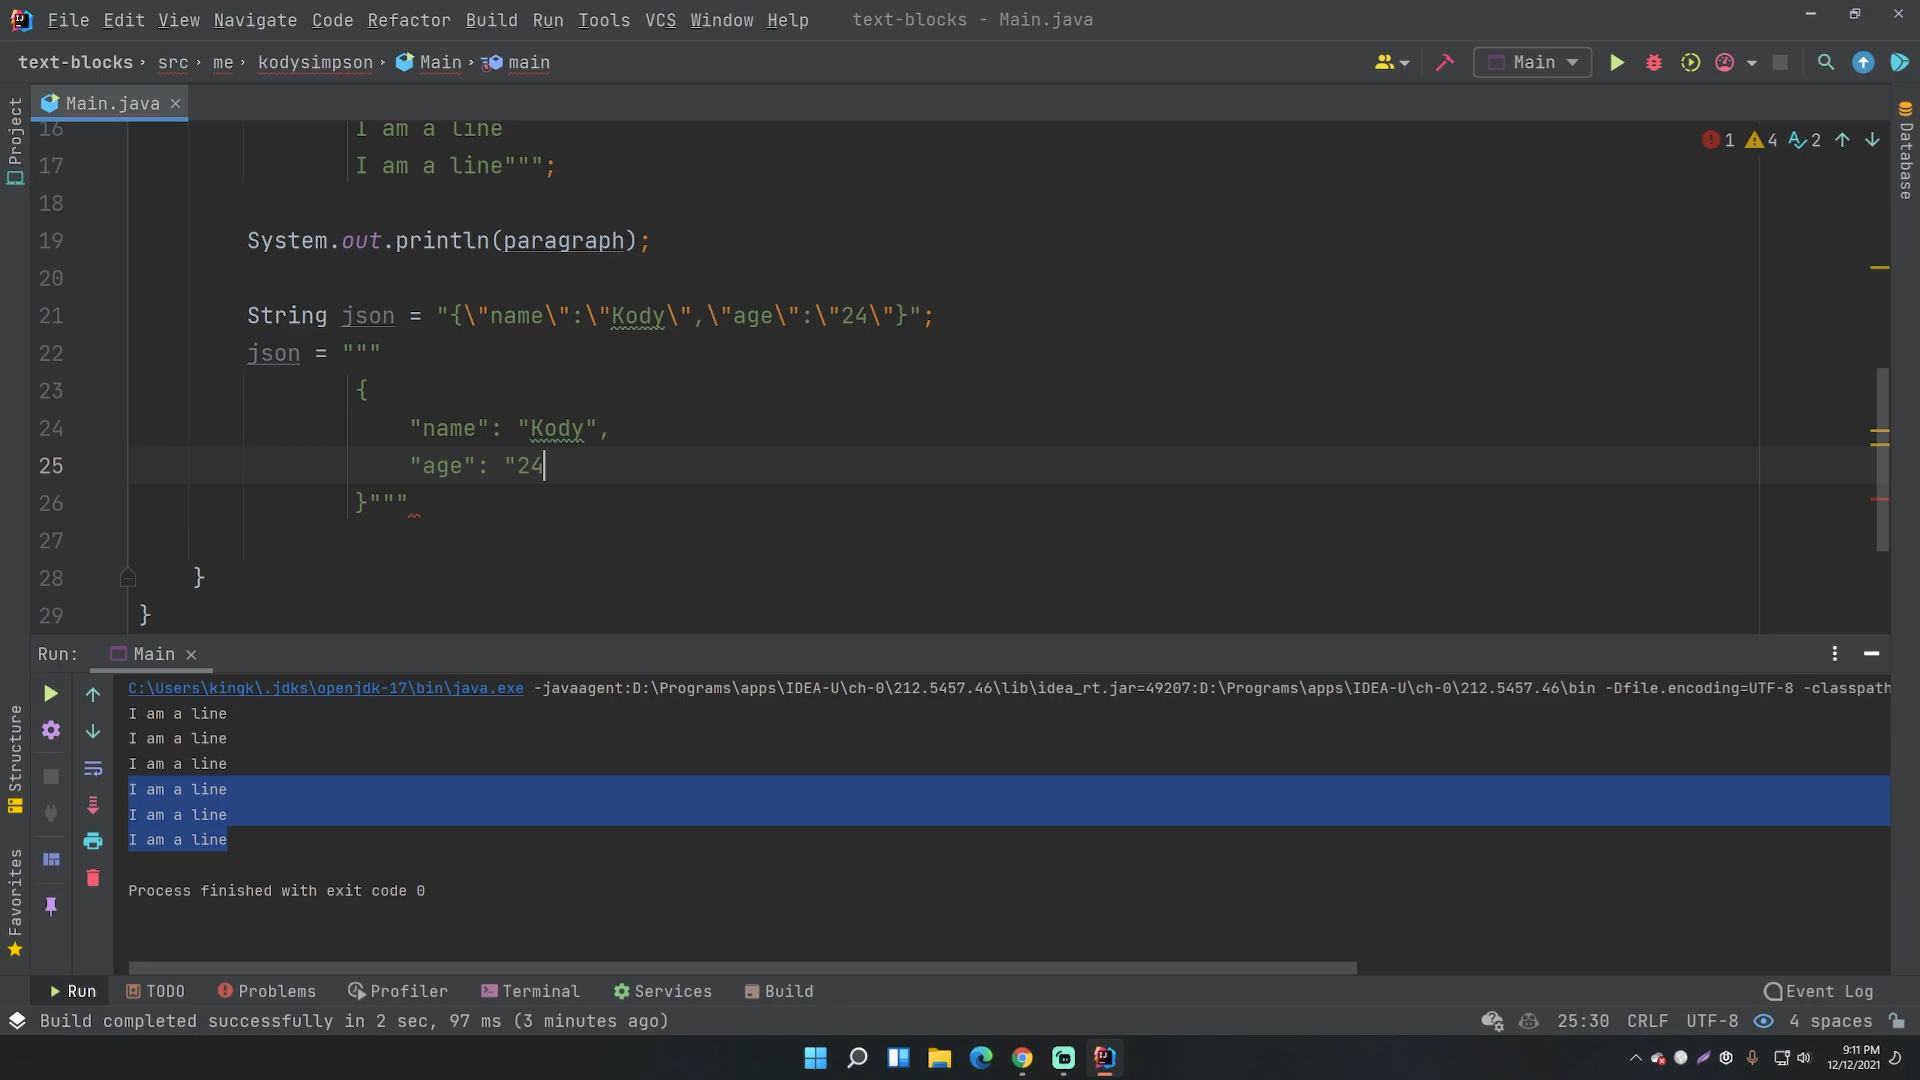 File Edit View Navigate Code Refactor Build Run Tools VCS Window Help text-blocks - Main.java
text-blocks src me kodysimpson Main main
Main
Main.java
1 4 2
16 I am a line
17 I am a line""";
18
19 System.out.println(paragraph);
20
21 String json = "{\"name\":\"Kody\",\"age\":\"24\"}";
22 json = """
23 {
24 "name": "Kody",
25 "age": "24
26 }"""
27
28 }
29 }
Project
Structure
Favorites
Database
Run: Main
C:\Users\kingk\.jdks\openjdk-17\bin\java.exe -javaagent:D:\Programs\apps\IDEA-U\ch-0\212.5457.46\lib\idea_rt.jar=49207:D:\Programs\apps\IDEA-U\ch-0\212.5457.46\bin -Dfile.encoding=UTF-8 -classpath
I am a line
I am a line
I am a line
I am a line
I am a line
I am a line
Process finished with exit code 0
Run TODO Problems Profiler Terminal Services Build Event Log
Build completed successfully in 2 sec, 97 ms (3 minutes ago) 25:30 CRLF UTF-8 4 spaces
9:11 PM
12/12/2021